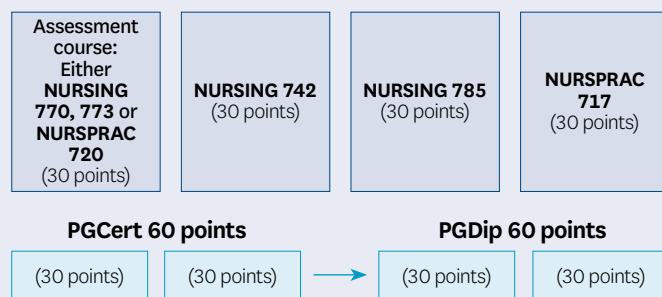 Assessment
course:
Either
NURSING
770, 773 or
NURSPRAC
720
(30 points)
NURSING 742
(30 points)
NURSING 785
(30 points)
NURSPRAC
717
(30 points)
PGCert 60 points
PGDip 60 points
(30 points)
(30 points)
(30 points)
(30 points)